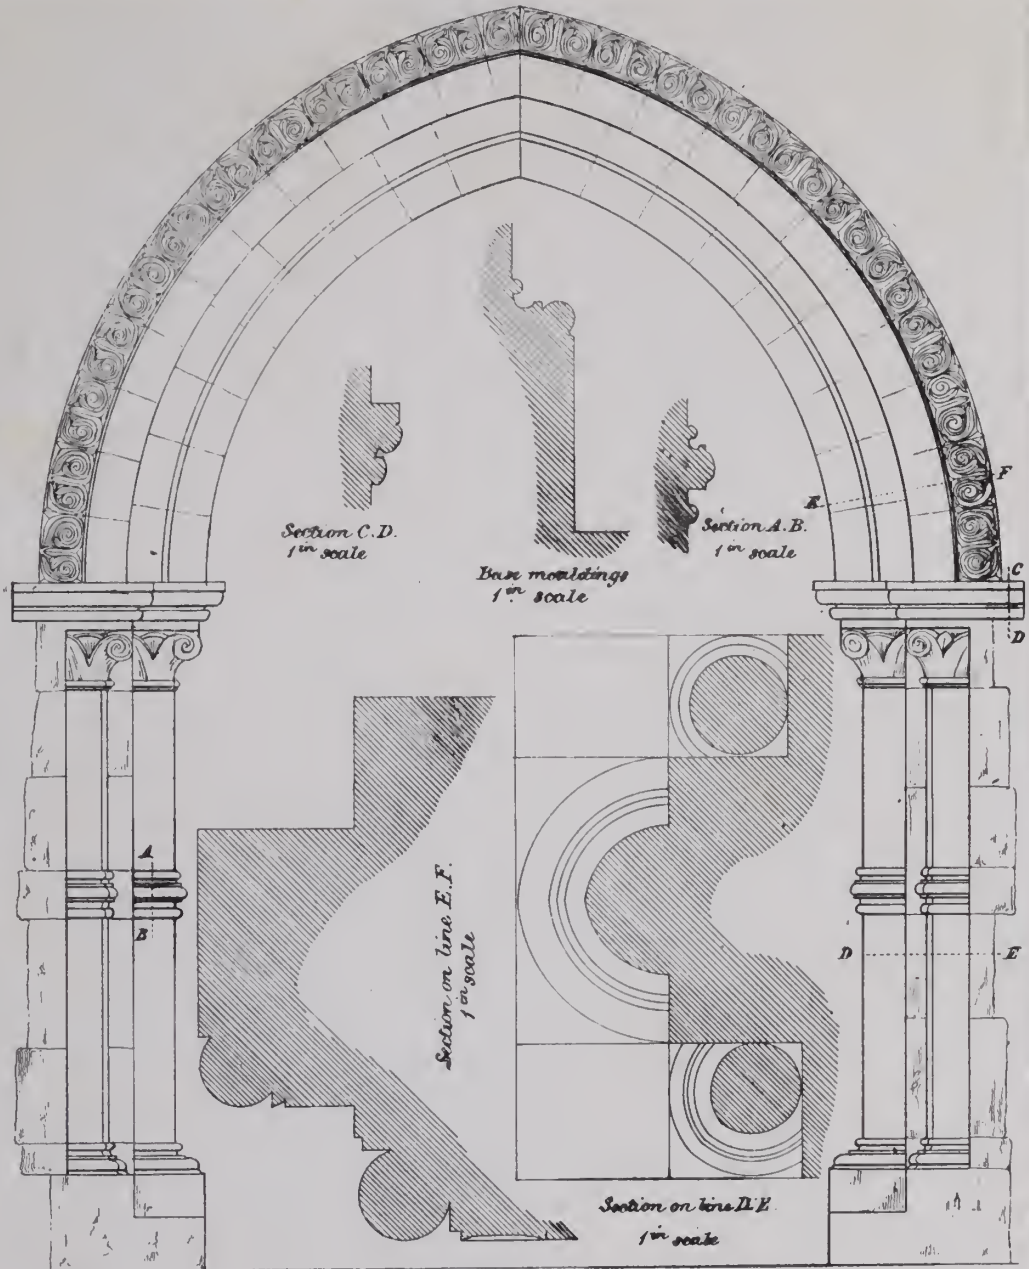 Section C.D.
1 in scale
Base mouldings
1 in scale
Section A.B.
1 in scale
E
F
C
D
A
B
Section on line E.F.
1 in scale
D
E
Section on line D.E
1 in scale